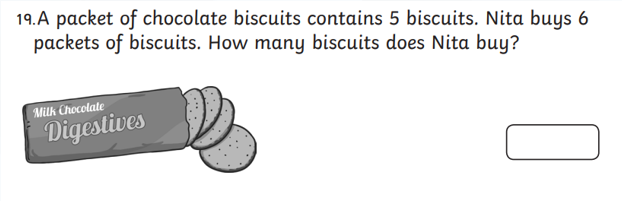 19.A packet of chocolate biscuits contains 5 biscuits. Nita buys 6
packets of biscuits. How many biscuits does Nita buy?
Milk Chocolate
Digestives